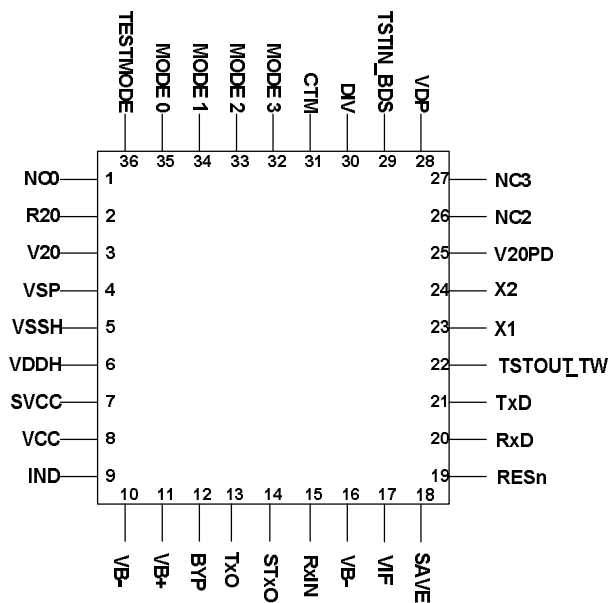 TESTMODE MODE 0 MODE 1 MODE 2 MODE 3 CTM DIV TSTIN_BDS VDP
36 35 34 33 32 31 30 29 28
NC0 1 27 NC3
R20 2 26 NC2
V20 3 25 V20PD
VSP 4 24 X2
VSSH 5 23 X1
VDDH 6 22 TSTOUT_TW
SVCC 7 21 TxD
VCC 8 20 RxD
IND 9 19 RESn
10 11 12 13 14 15 16 17 18
VB- VB+ BYP TxO STxO RxIN VB- VIF SAVE